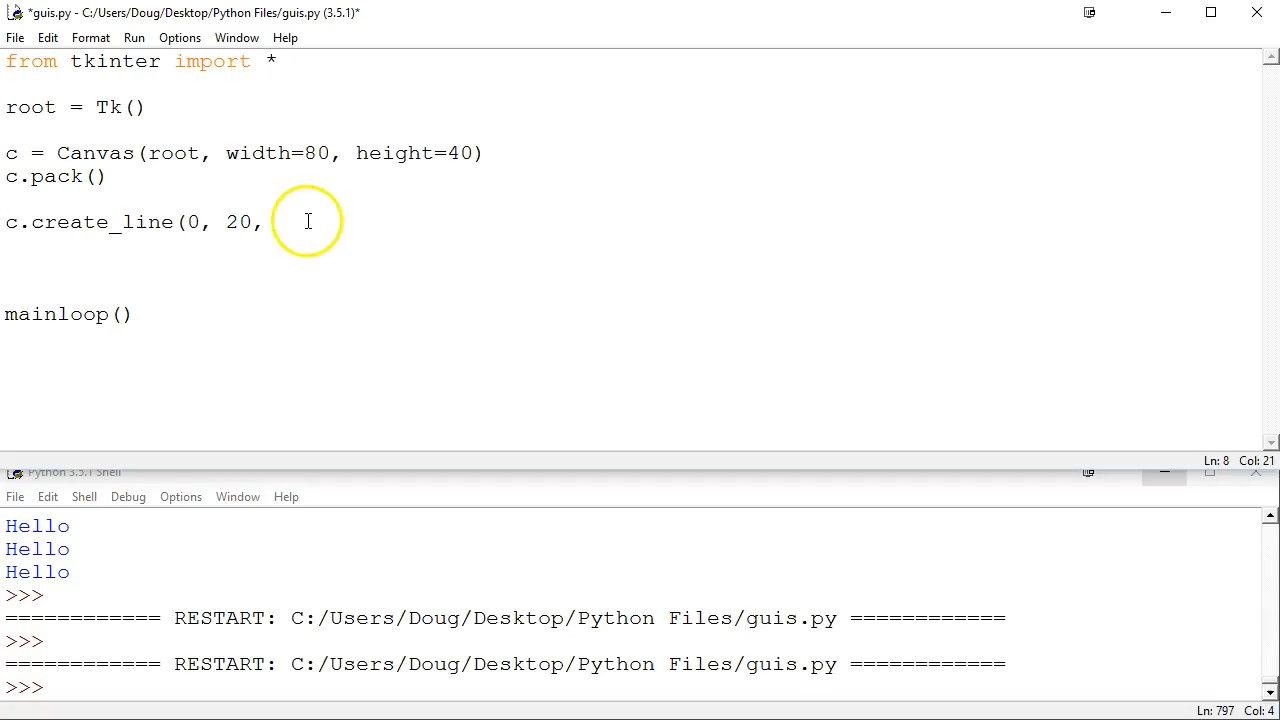 *guis.py - C:/Users/Doug/Desktop/Python Files/guis.py (3.5.1)*
File Edit Format Run Options Window Help
from tkinter import *
root = Tk()
c = Canvas(root, width=80, height=40)
c.pack()
c.create_line(0, 20,
mainloop()
Ln: 8 Col: 21
Python 3.5.1 Shell
File Edit Shell Debug Options Window Help
Hello
Hello
Hello
>>>
============ RESTART: C:/Users/Doug/Desktop/Python Files/guis.py ============
>>>
============ RESTART: C:/Users/Doug/Desktop/Python Files/guis.py ============
>>>
Ln: 797 Col: 4